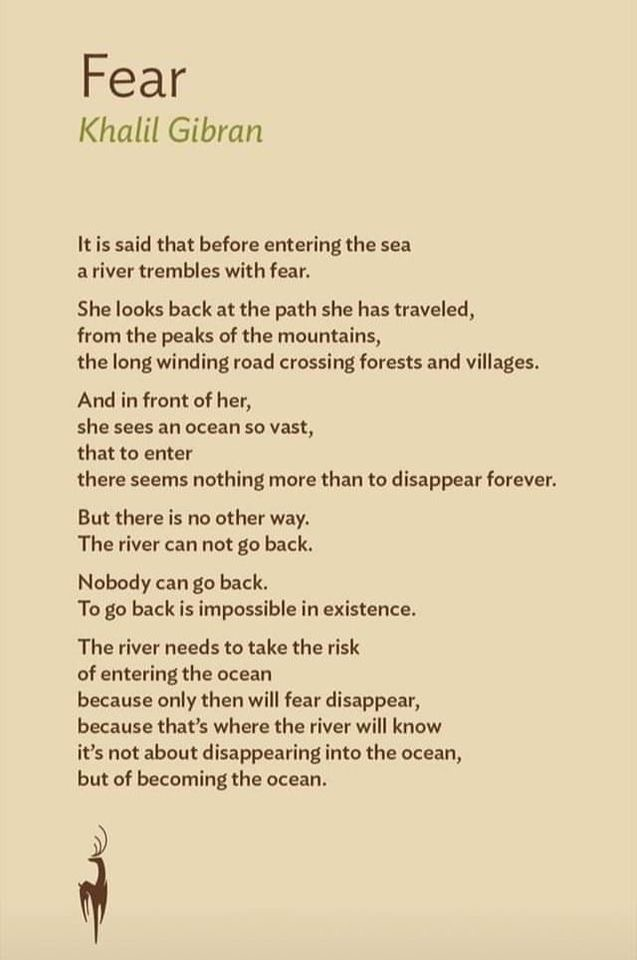 Fear
Khalil Gibran
It is said that before entering the sea
a river trembles with fear.
She looks back at the path she has traveled,
from the peaks of the mountains,
the long winding road crossing forests and villages.
And in front of her,
she sees an ocean so vast,
that to enter
there seems nothing more than to disappear forever.
But there is no other way.
The river can not go back.
Nobody can go back.
To go back is impossible in existence.
The river needs to take the risk
of entering the ocean
because only then will fear disappear,
because that’s where the river will know
it’s not about disappearing into the ocean,
but of becoming the ocean.